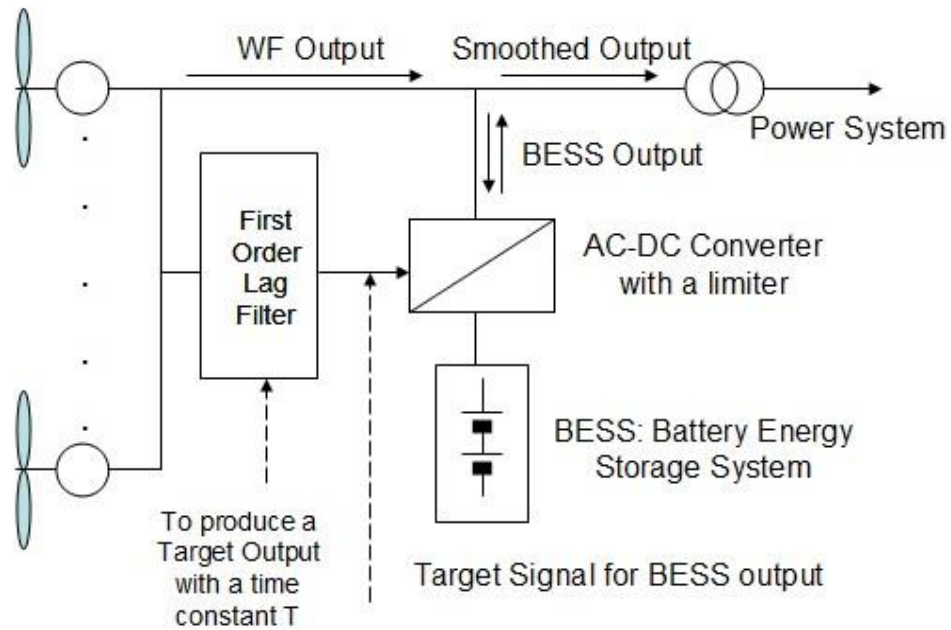 WF Output
Smoothed Output
Power System
BESS Output
First
Order
Lag
Filter
AC-DC Converter
with a limiter
BESS: Battery Energy
Storage System
To produce a
Target Output
with a time
constant T
Target Signal for BESS output